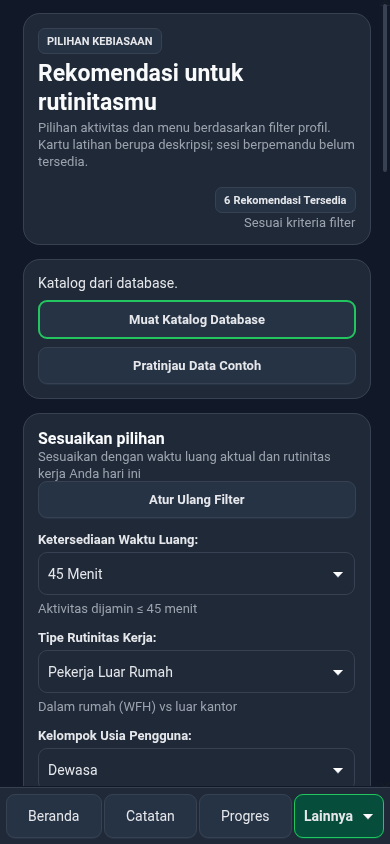 PILIHAN KEBIASAAN
Rekomendasi untuk
rutinitasmu
Pilihan aktivitas dan menu berdasarkan filter profil.
Kartu latihan berupa deskripsi; sesi berpemandu belum
tersedia.
6 Rekomendasi Tersedia
Sesuai kriteria filter
Katalog dari database.
Muat Katalog Database
Pratinjau Data Contoh
Sesuaikan pilihan
Sesuaikan dengan waktu luang aktual dan rutinitas
kerja Anda hari ini
Atur Ulang Filter
Ketersediaan Waktu Luang:
45 Menit
Aktivitas dijamin ≤ 45 menit
Tipe Rutinitas Kerja:
Pekerja Luar Rumah
Dalam rumah (WFH) vs luar kantor
Kelompok Usia Pengguna:
Dewasa
Beranda
Catatan
Progres
Lainnya